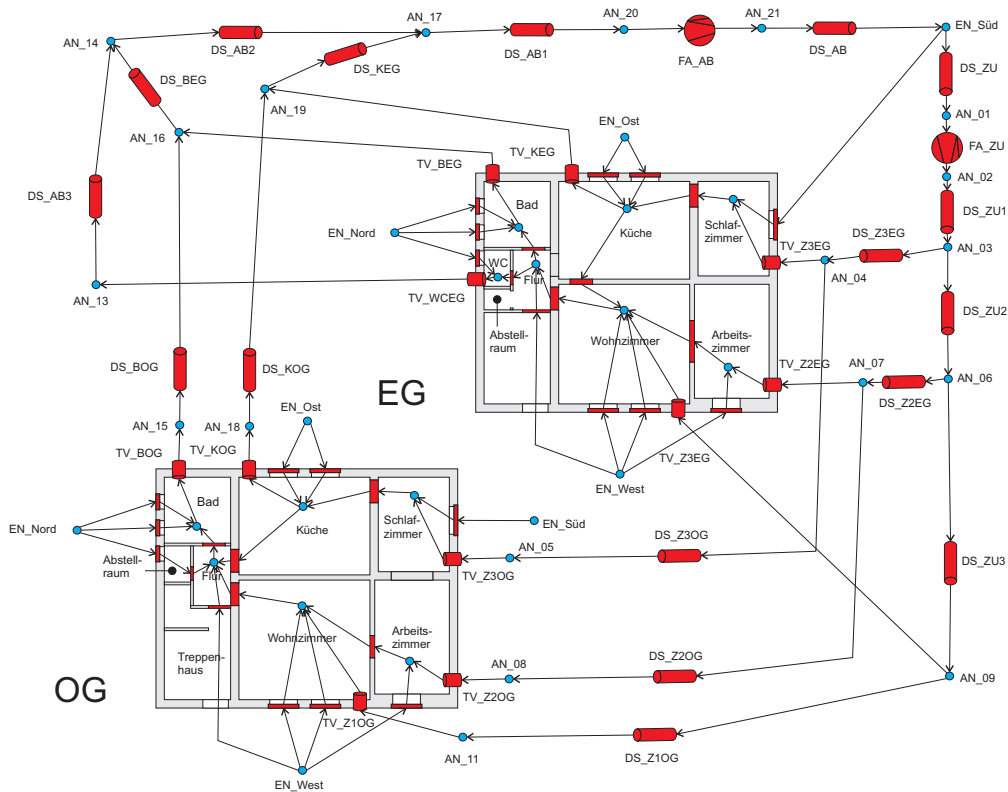 AN_17
AN_20
AN_21
EN_Süd
AN_14
DS_AB2
DS_AB1
FA_AB
DS_AB
DS_KEG
DS_ZU
DS_BEG
AN_19
AN_01
AN_16
EN_Ost
FA_ZU
TV_BEG
TV_KEG
AN_02
DS_AB3
DS_ZU1
Bad
EN_Nord
Küche
Schlaf-
zimmer
TV_Z3EG
DS_Z3EG
AN_03
WC
Flur
AN_04
AN_13
TV_WCEG
DS_ZU2
Abstell-
raum
Wohnzimmer
Arbeits-
zimmer
TV_Z2EG
AN_07
DS_BOG
DS_KOG
EG
AN_06
DS_Z2EG
EN_Ost
AN_15
AN_18
TV_BOG
TV_KOG
TV_Z3EG
EN_West
Bad
EN_Nord
Küche
Schlaf-
zimmer
EN_Süd
DS_Z3OG
AN_05
Abstell-
raum
Flur
TV_Z3OG
DS_ZU3
Wohnzimmer
Arbeits-
zimmer
Treppen-
haus
DS_Z2OG
AN_08
AN_09
OG
TV_Z2OG
TV_Z1OG
AN_11
DS_Z1OG
EN_West